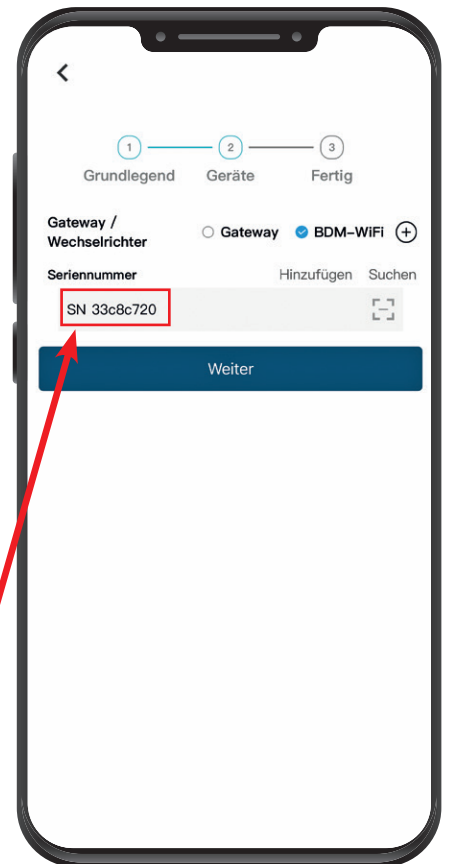 1 2 3
Grundlegend Geräte Fertig
Gateway /
Wechselrichter
Gateway BDM-WiFi
Seriennummer Hinzufügen Suchen
SN 33c8c720
Weiter